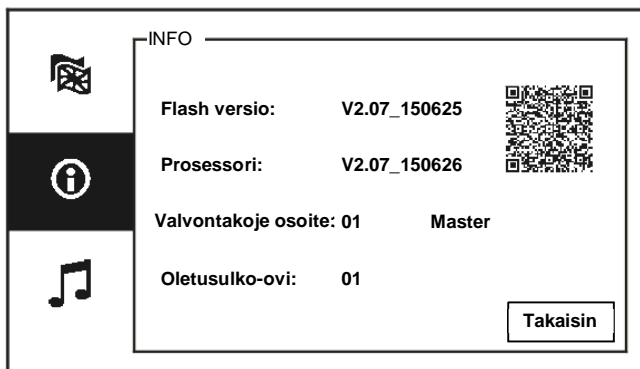 INFO
Flash versio: V2.07_150625
Prosessori: V2.07_150626
Valvontakoje osoite: 01 Master
Oletusulko-ovi: 01
Takaisin